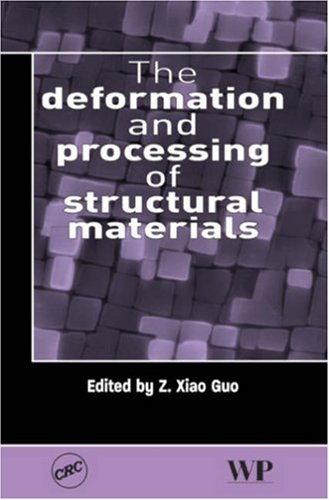 The
deformation
and
processing
of
structural
materials
Edited by Z. Xiao Guo
CRC
WP